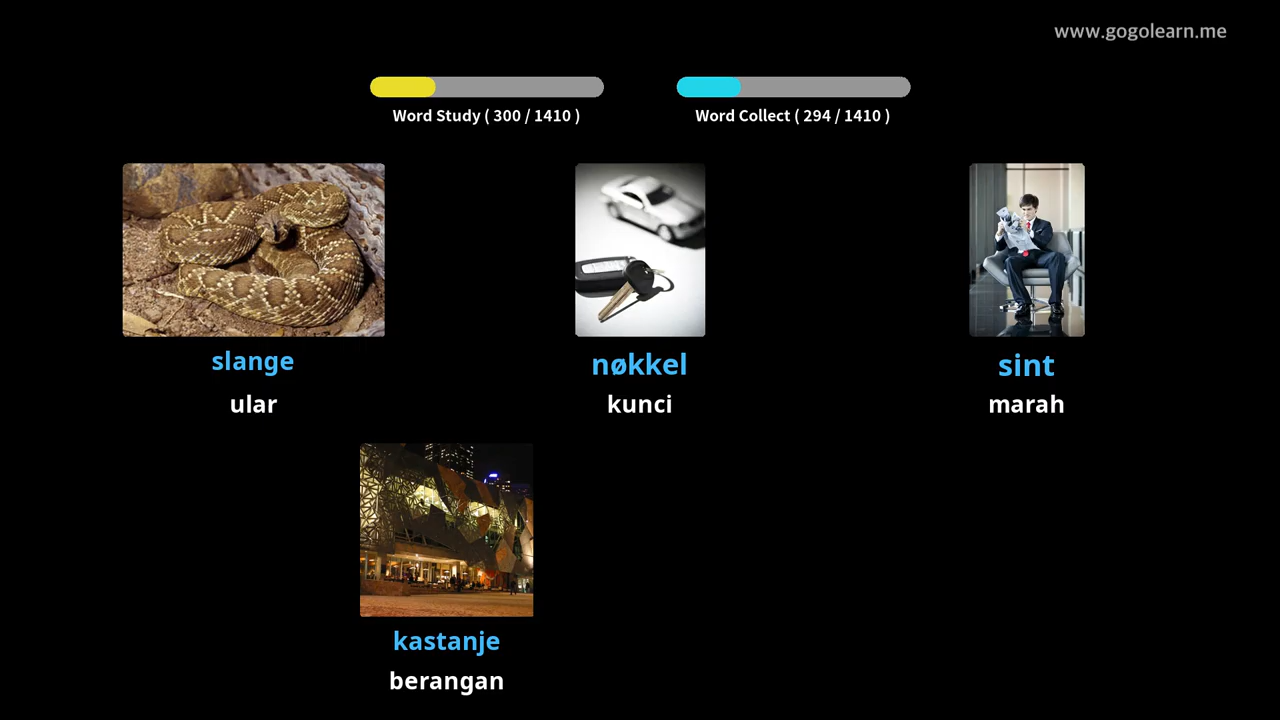 www.gogolearn.me
Word Study ( 300 / 1410 )
Word Collect ( 294 / 1410 )
slange
nøkkel
sint
ular
kunci
marah
kastanje
berangan